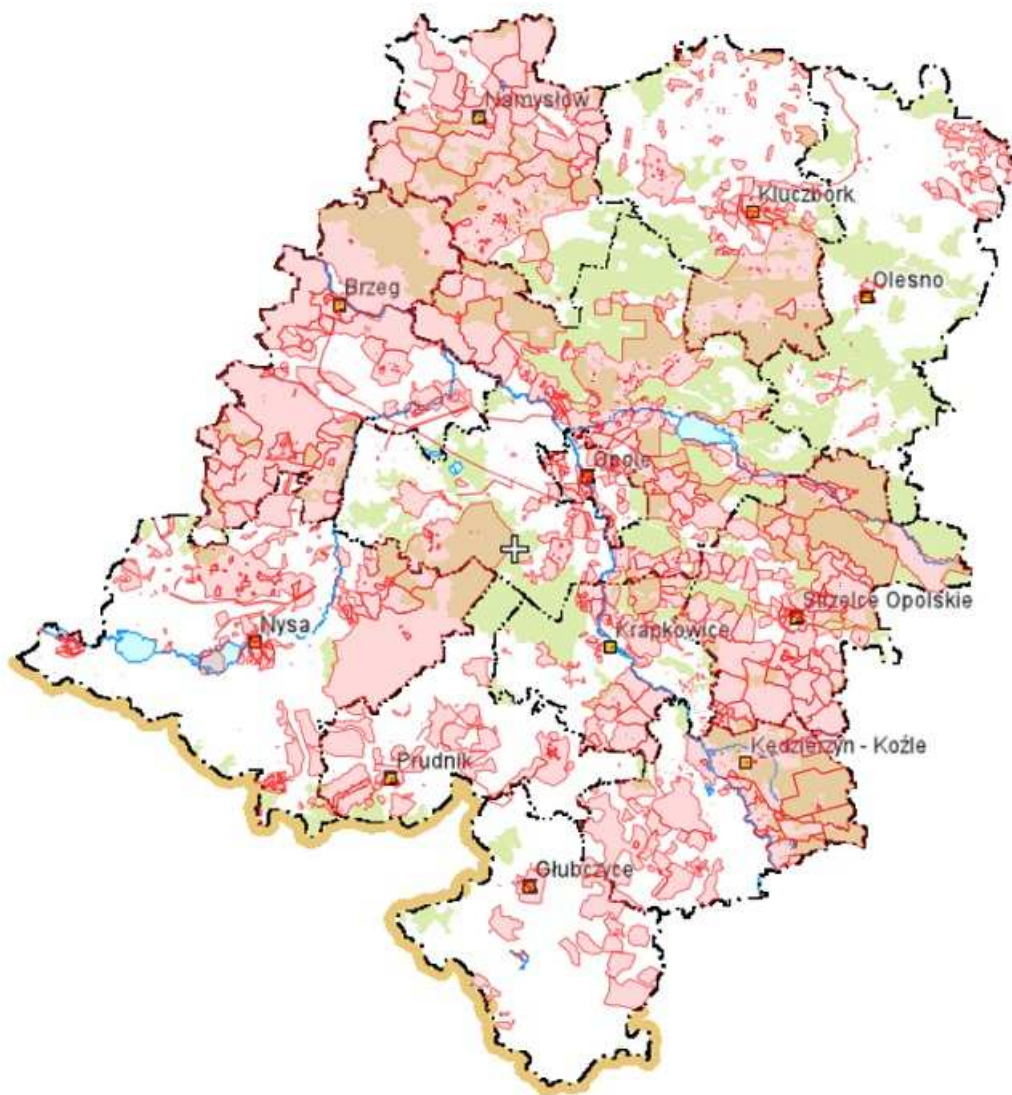 Namysłów
Kluczbork
Olesno
Brzeg
Opole
Strzelce Opolskie
Nysa
Krapkowice
Kędzierzyn - Koźle
Prudnik
Głubczyce